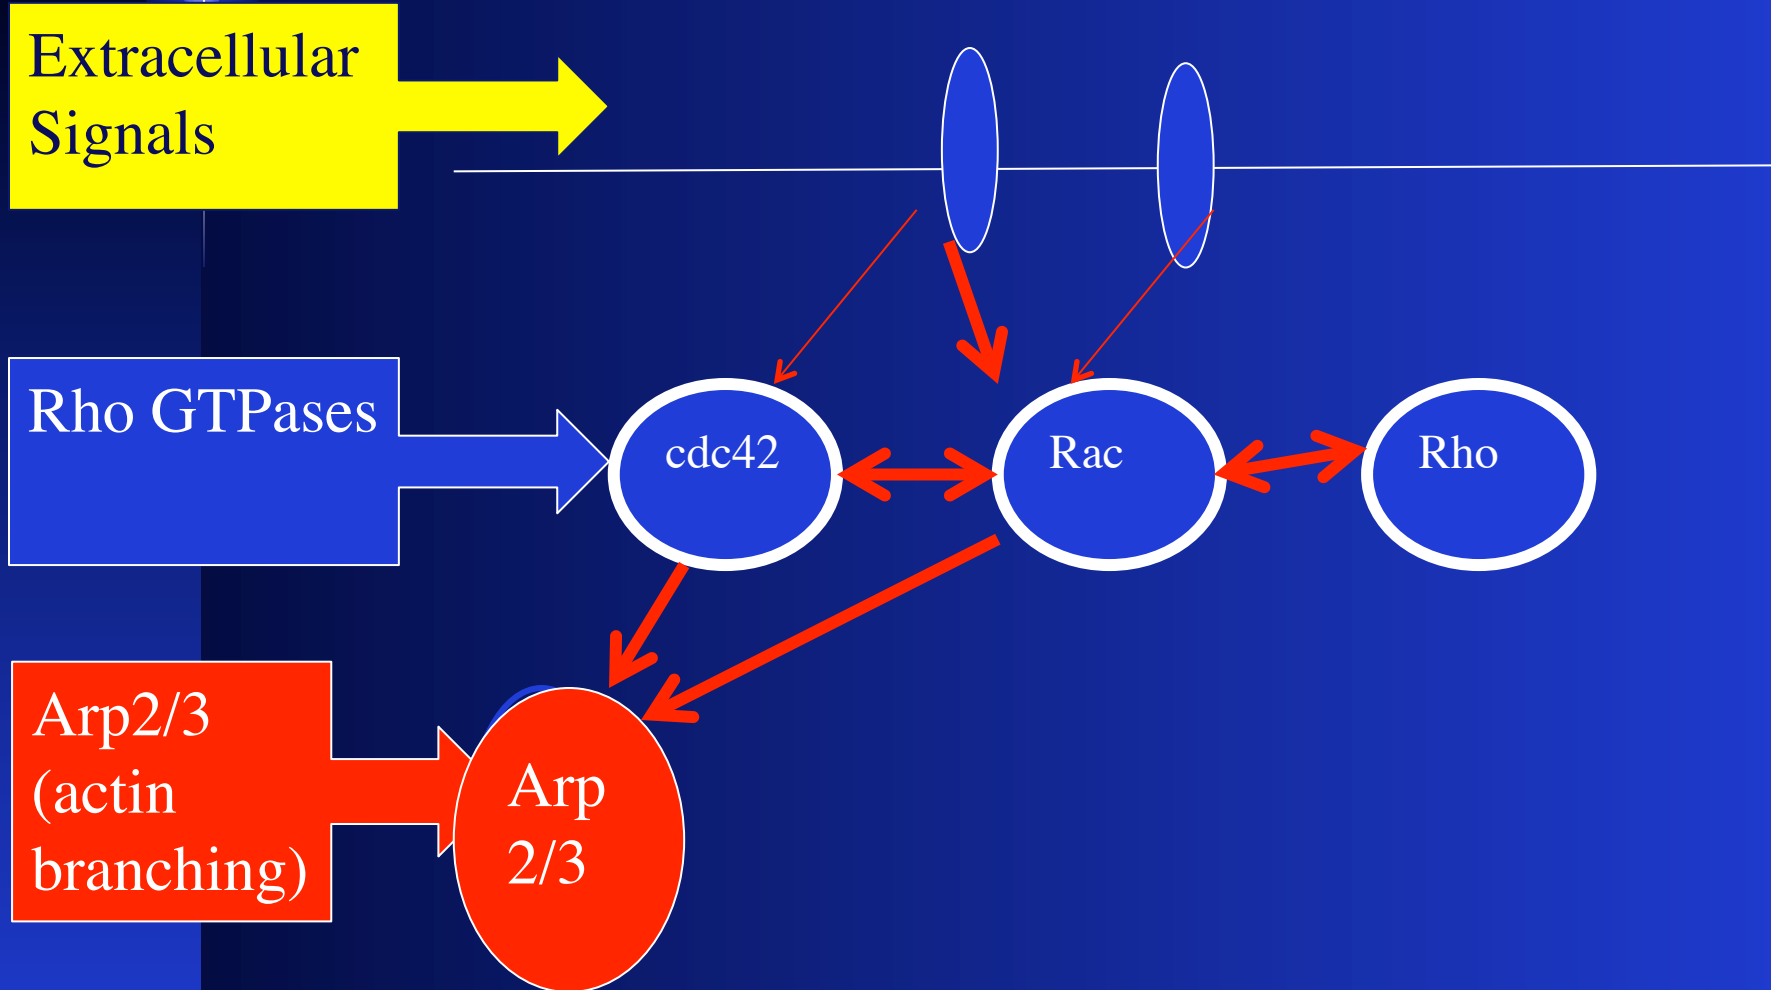 Extracellular
Signals
Rho GTPases
cdc42
Rac
Rho
Arp2/3
(actin
branching)
Arp
2/3